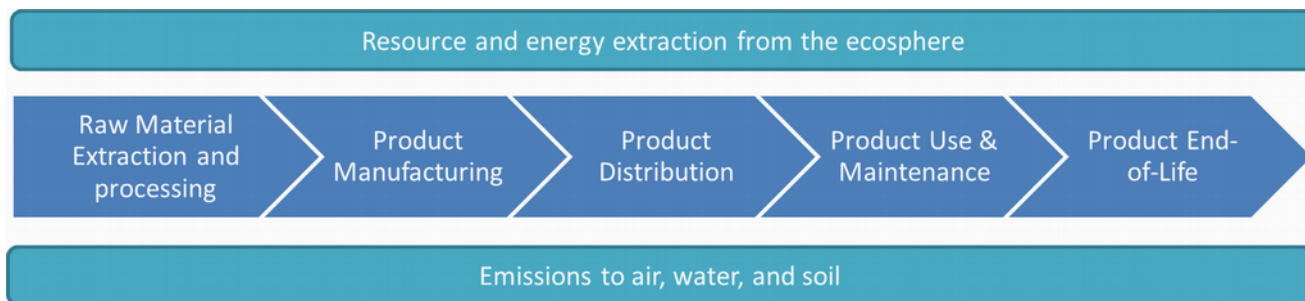 Resource and energy extraction from the ecosphere
Raw Material
Extraction and
processing
Product
Manufacturing
Product
Distribution
Product Use &
Maintenance
Product End-
of-Life
Emissions to air, water, and soil